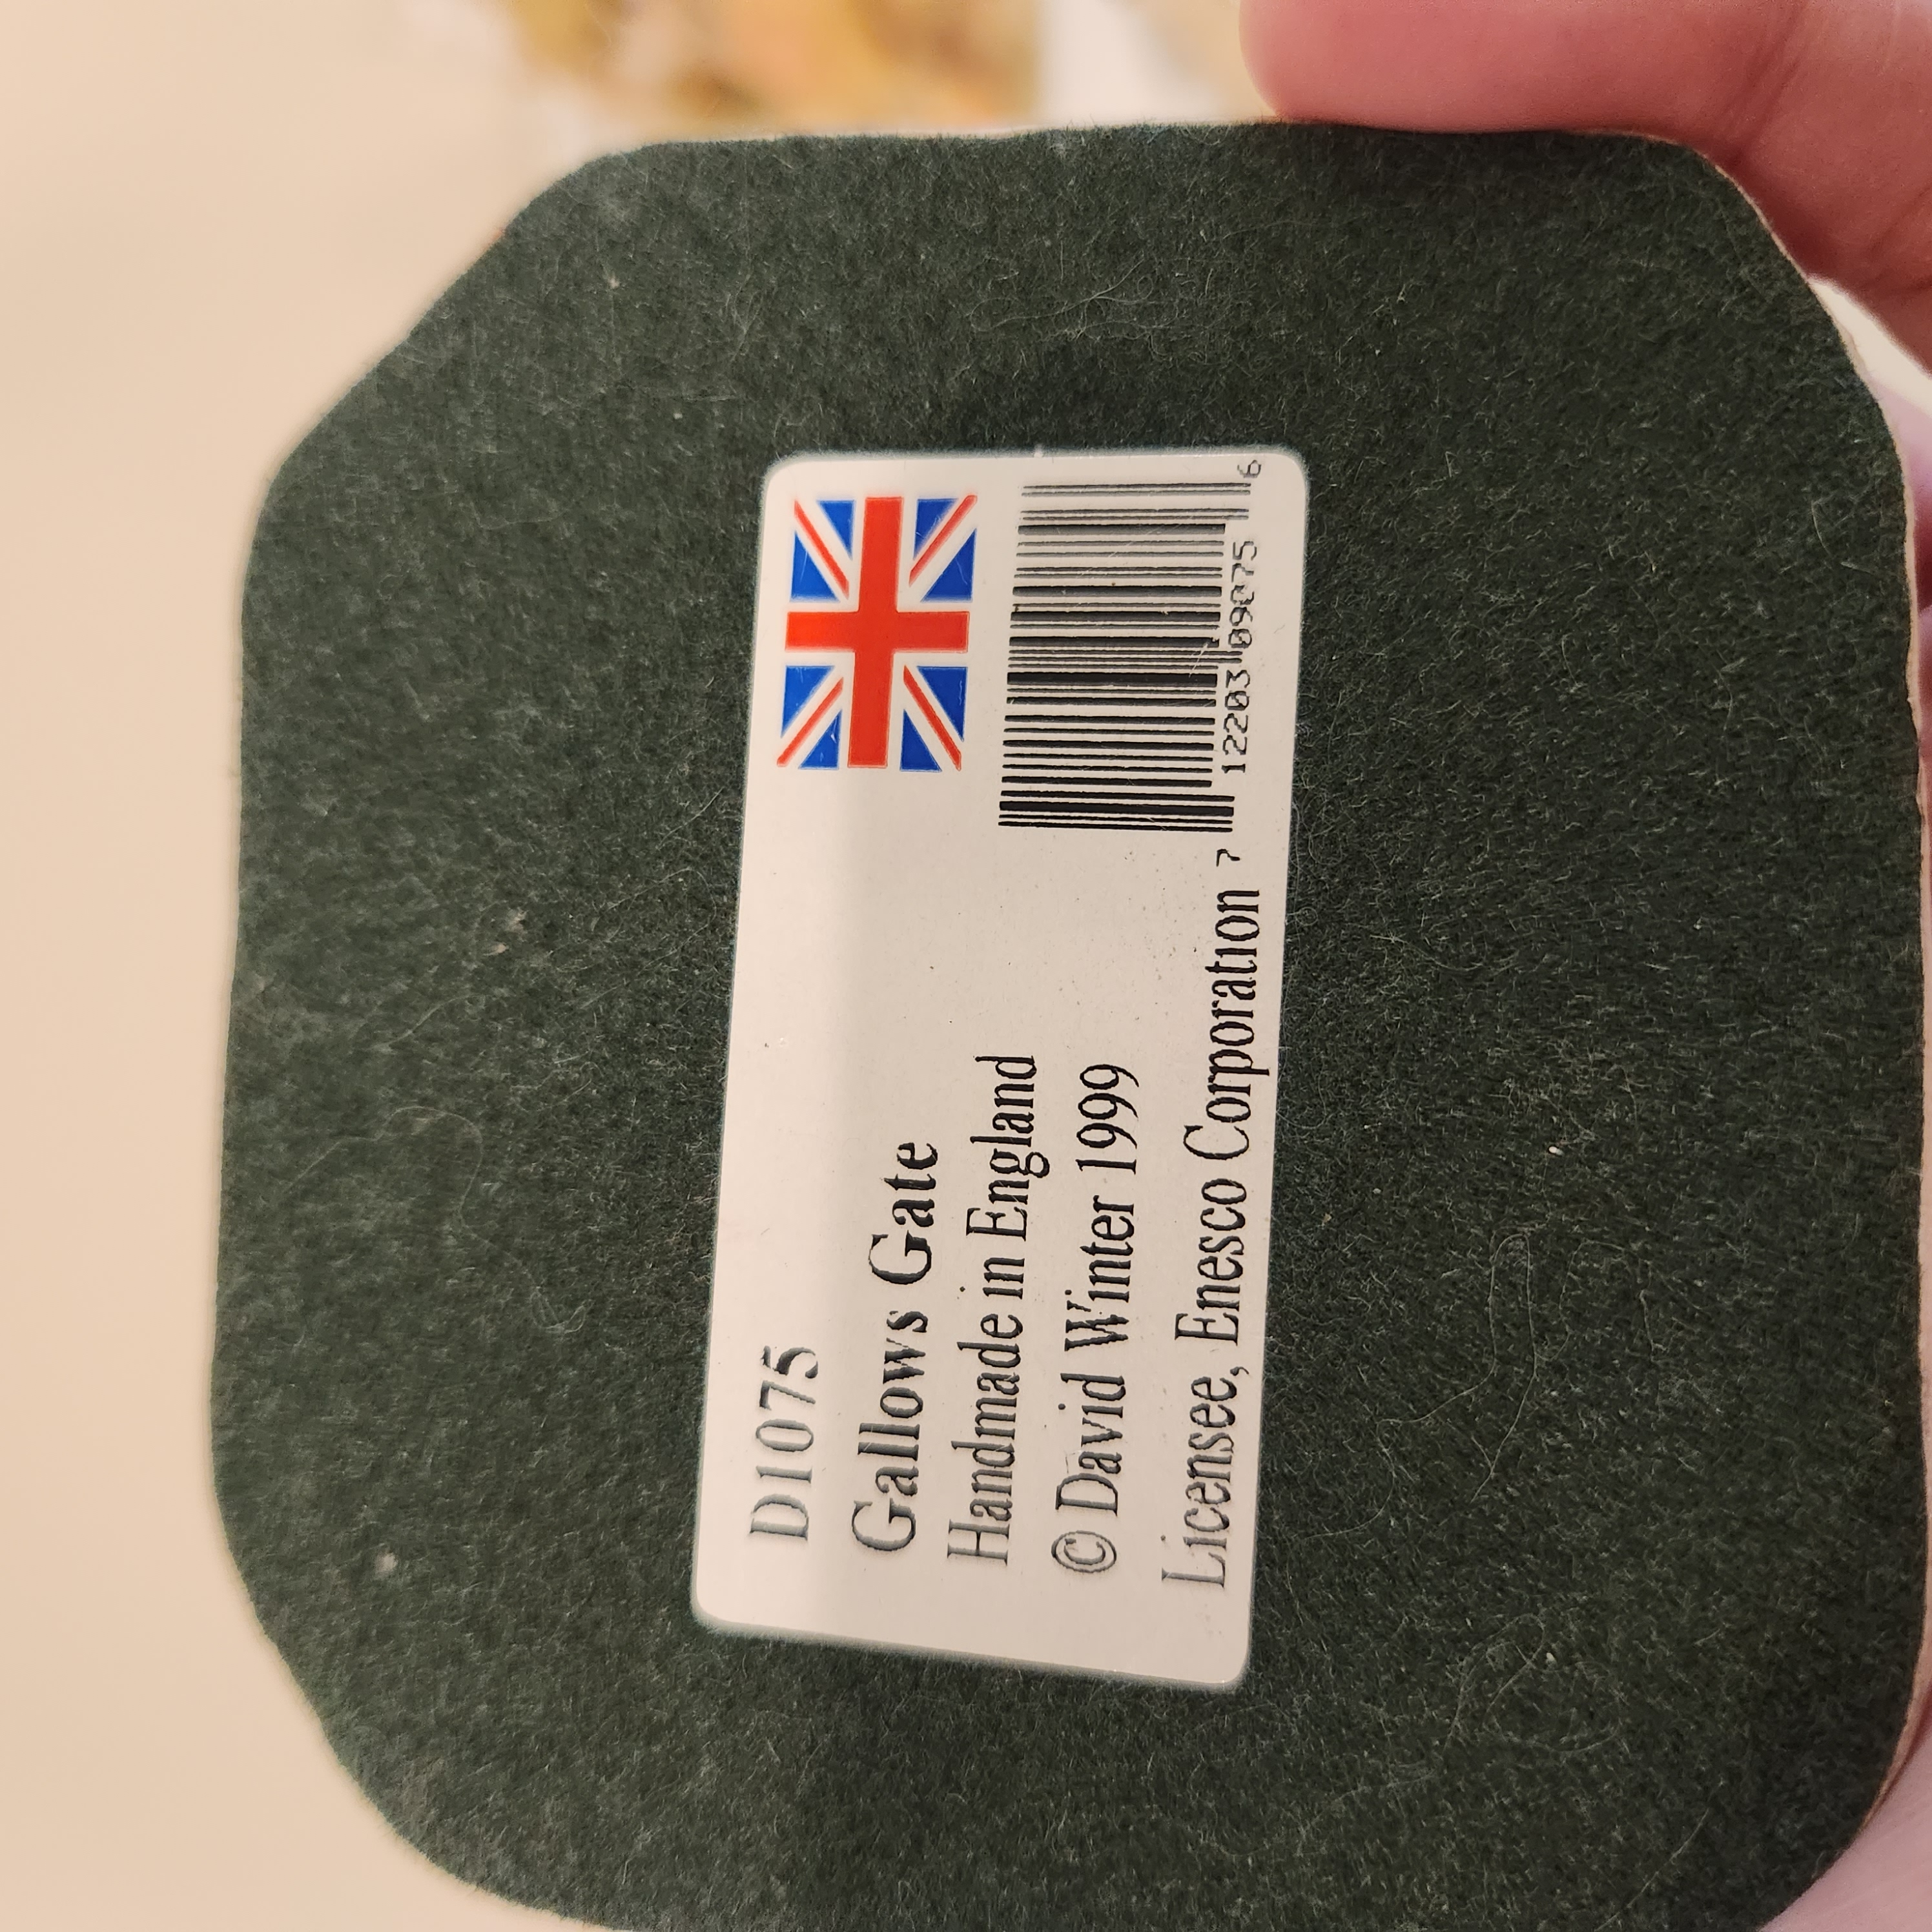 D1075
Gallows Gate
Handmade in England
© David Winter 1999
Licensee, Enesco Corporation
7 12203 09075 6